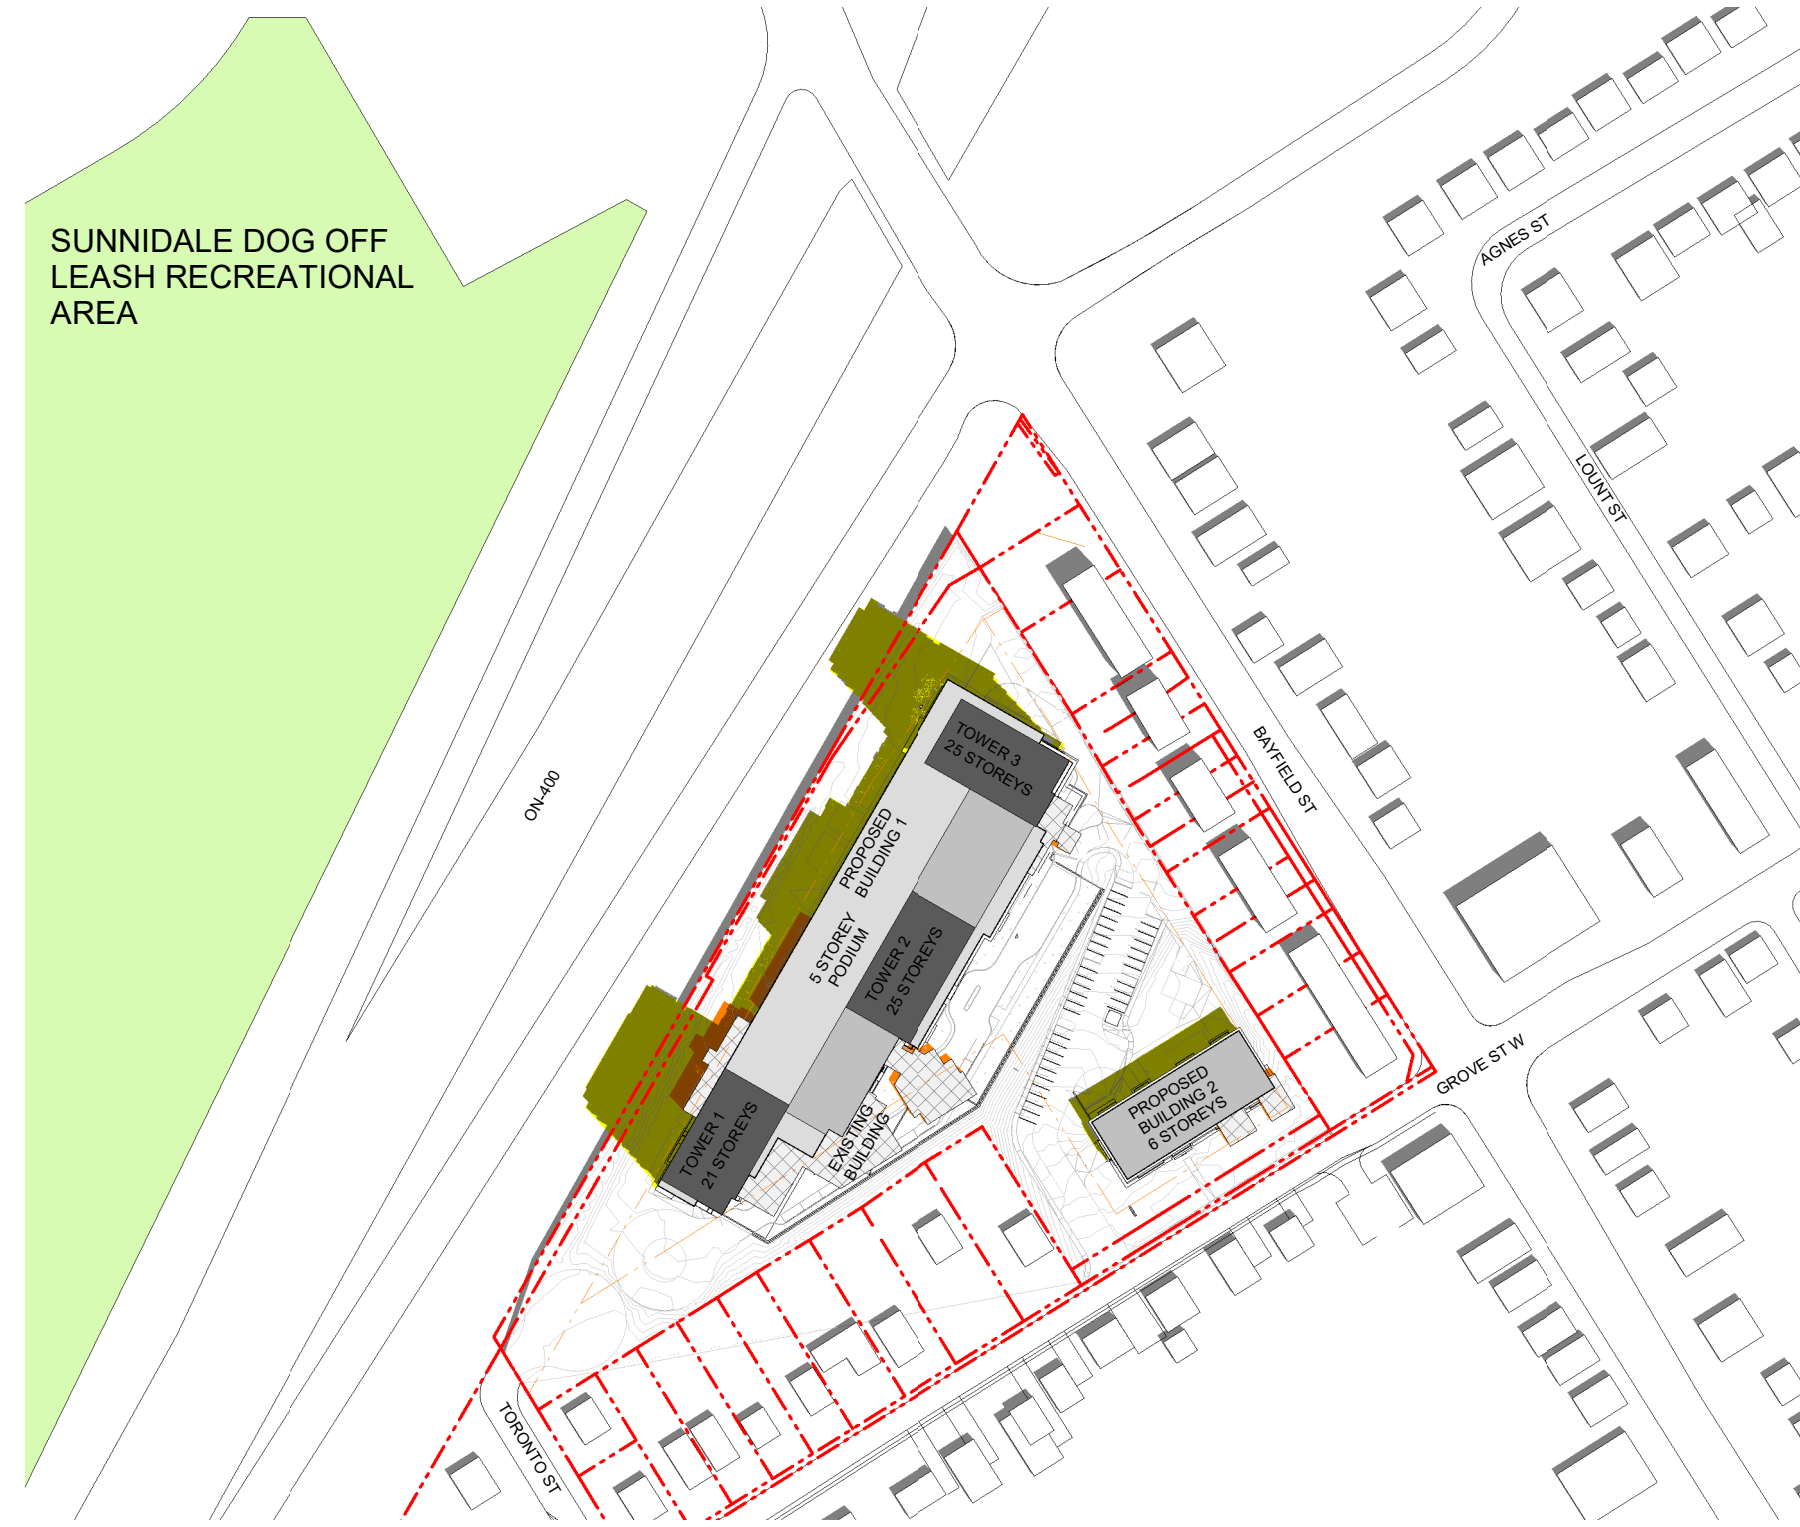 SUNNIDALE DOG OFF
LEASH RECREATIONAL
AREA
AGNES ST
LOUNT ST
BAYFIELD ST
ON-400
TOWER 3
25 STOREYS
PROPOSED
BUILDING 1
5 STOREY
PODIUM
TOWER 2
25 STOREYS
TOWER 1
21 STOREYS
EXISTING
BUILDING
PROPOSED
BUILDING 2
6 STOREYS
GROVE ST W
TORONTO ST